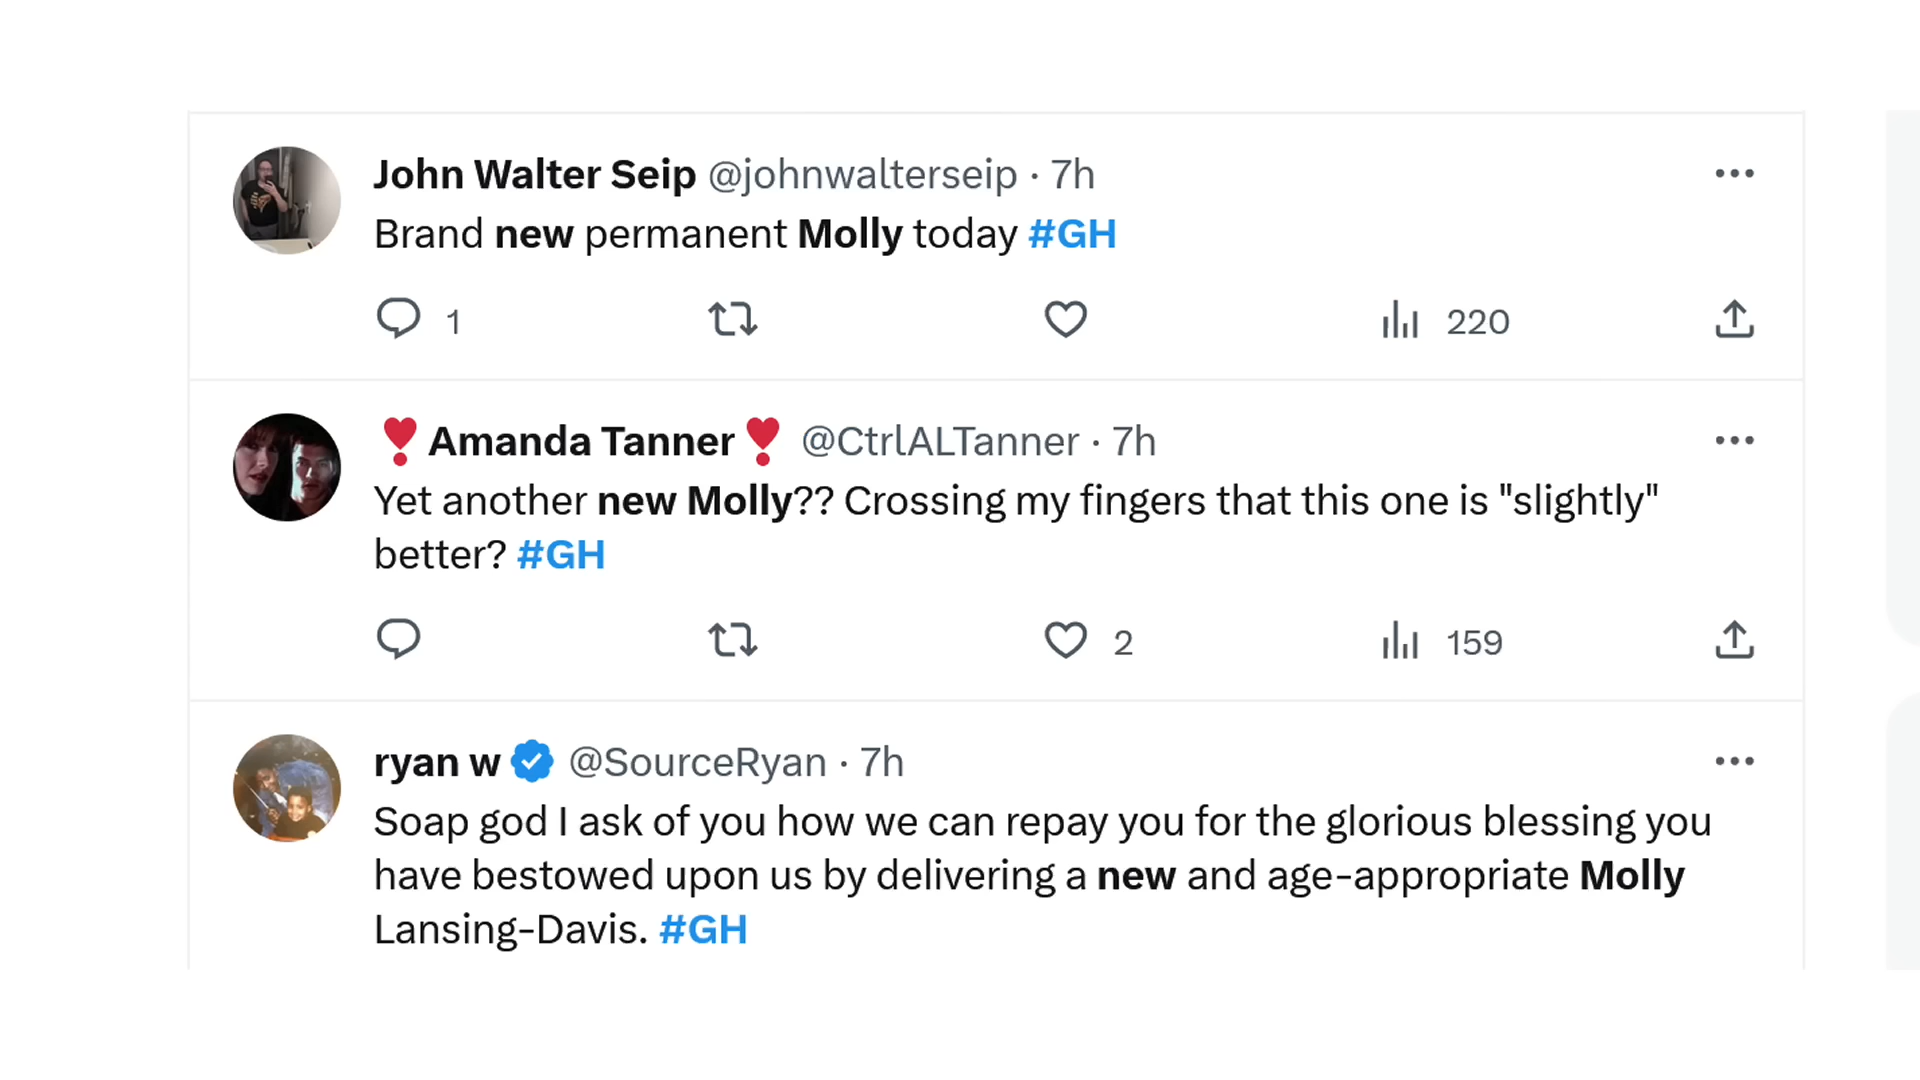 John Walter Seip @johnwalterseip · 7h
Brand new permanent Molly today #GH
1 220
❣Amanda Tanner❣ @CtrlALTanner · 7h
Yet another new Molly?? Crossing my fingers that this one is "slightly"
better? #GH
2 159
ryan w @SourceRyan · 7h
Soap god I ask of you how we can repay you for the glorious blessing you
have bestowed upon us by delivering a new and age-appropriate Molly
Lansing-Davis. #GH